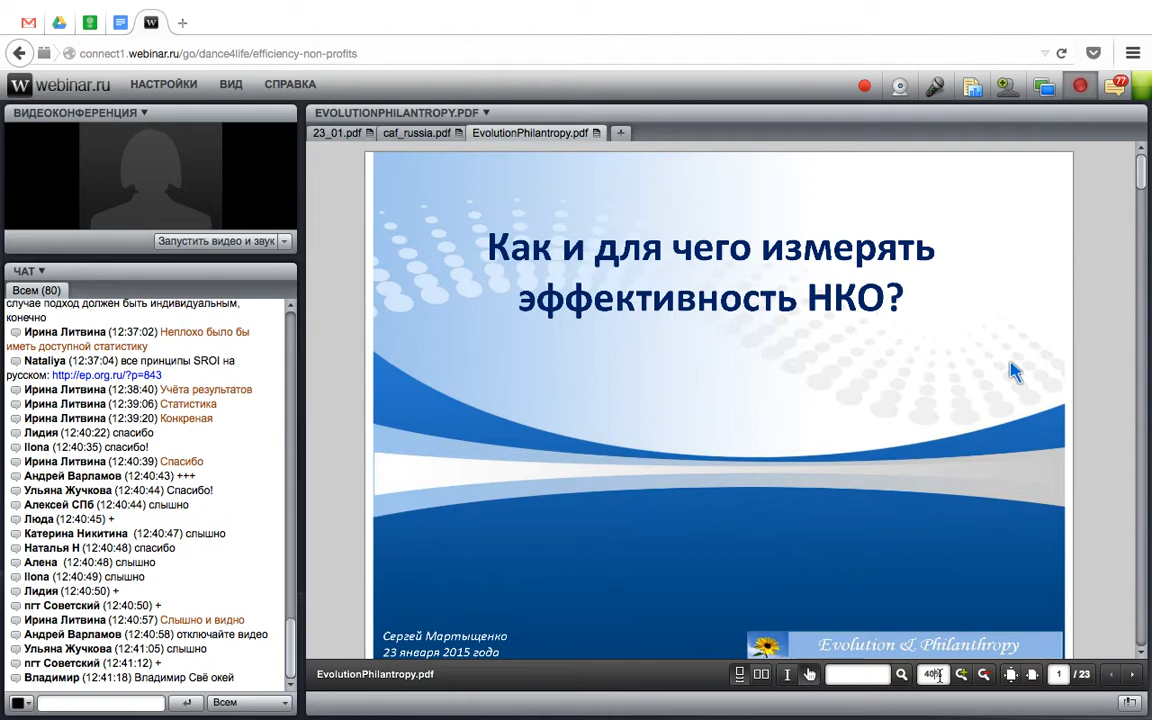 connect1.webinar.ru/go/dance4life/efficiency-non-profits
webinar.ru
НАСТРОЙКИ
ВИД
СПРАВКА
77
ВИДЕОКОНФЕРЕНЦИЯ
Запустить видео и звук
ЧАТ
Всем (80)
случае подход должен быть индивидуальным,
конечно
Ирина Литвина (12:37:02) Неплохо было бы
иметь доступной статистику
Nataliya (12:37:04) все принципы SROI на
русском: http://ep.org.ru/?p=843
Ирина Литвина (12:38:40) Учёта результатов
Ирина Литвина (12:39:06) Статистика
Ирина Литвина (12:39:20) Конкреная
Лидия (12:40:22) спасибо
Ilona (12:40:35) спасибо!
Ирина Литвина (12:40:39) Спасибо
Андрей Варламов (12:40:43) +++
Ульяна Жучкова (12:40:44) Спасибо!
Алексей СПб (12:40:44) слышно
Люда (12:40:45) +
Катерина Никитина (12:40:47) слышно
Наталья Н (12:40:48) спасибо
Алена (12:40:48) слышно
Ilona (12:40:49) слышно
Лидия (12:40:50) +
пгт Советский (12:40:50) +
Ирина Литвина (12:40:57) Слышно и видно
Андрей Варламов (12:40:58) отключайте видео
Ульяна Жучкова (12:41:05) слышно
пгт Советский (12:41:12) +
Владимир (12:41:18) Владимир Своё окей
Всем
EVOLUTIONPHILANTROPY.PDF
23_01.pdf
caf_russia.pdf
EvolutionPhilantropy.pdf
Как и для чего измерять
эффективность НКО?
Сергей Мартыщенко
23 января 2015 года
Evolution & Philanthropy
EvolutionPhilantropy.pdf
40%
1 / 23